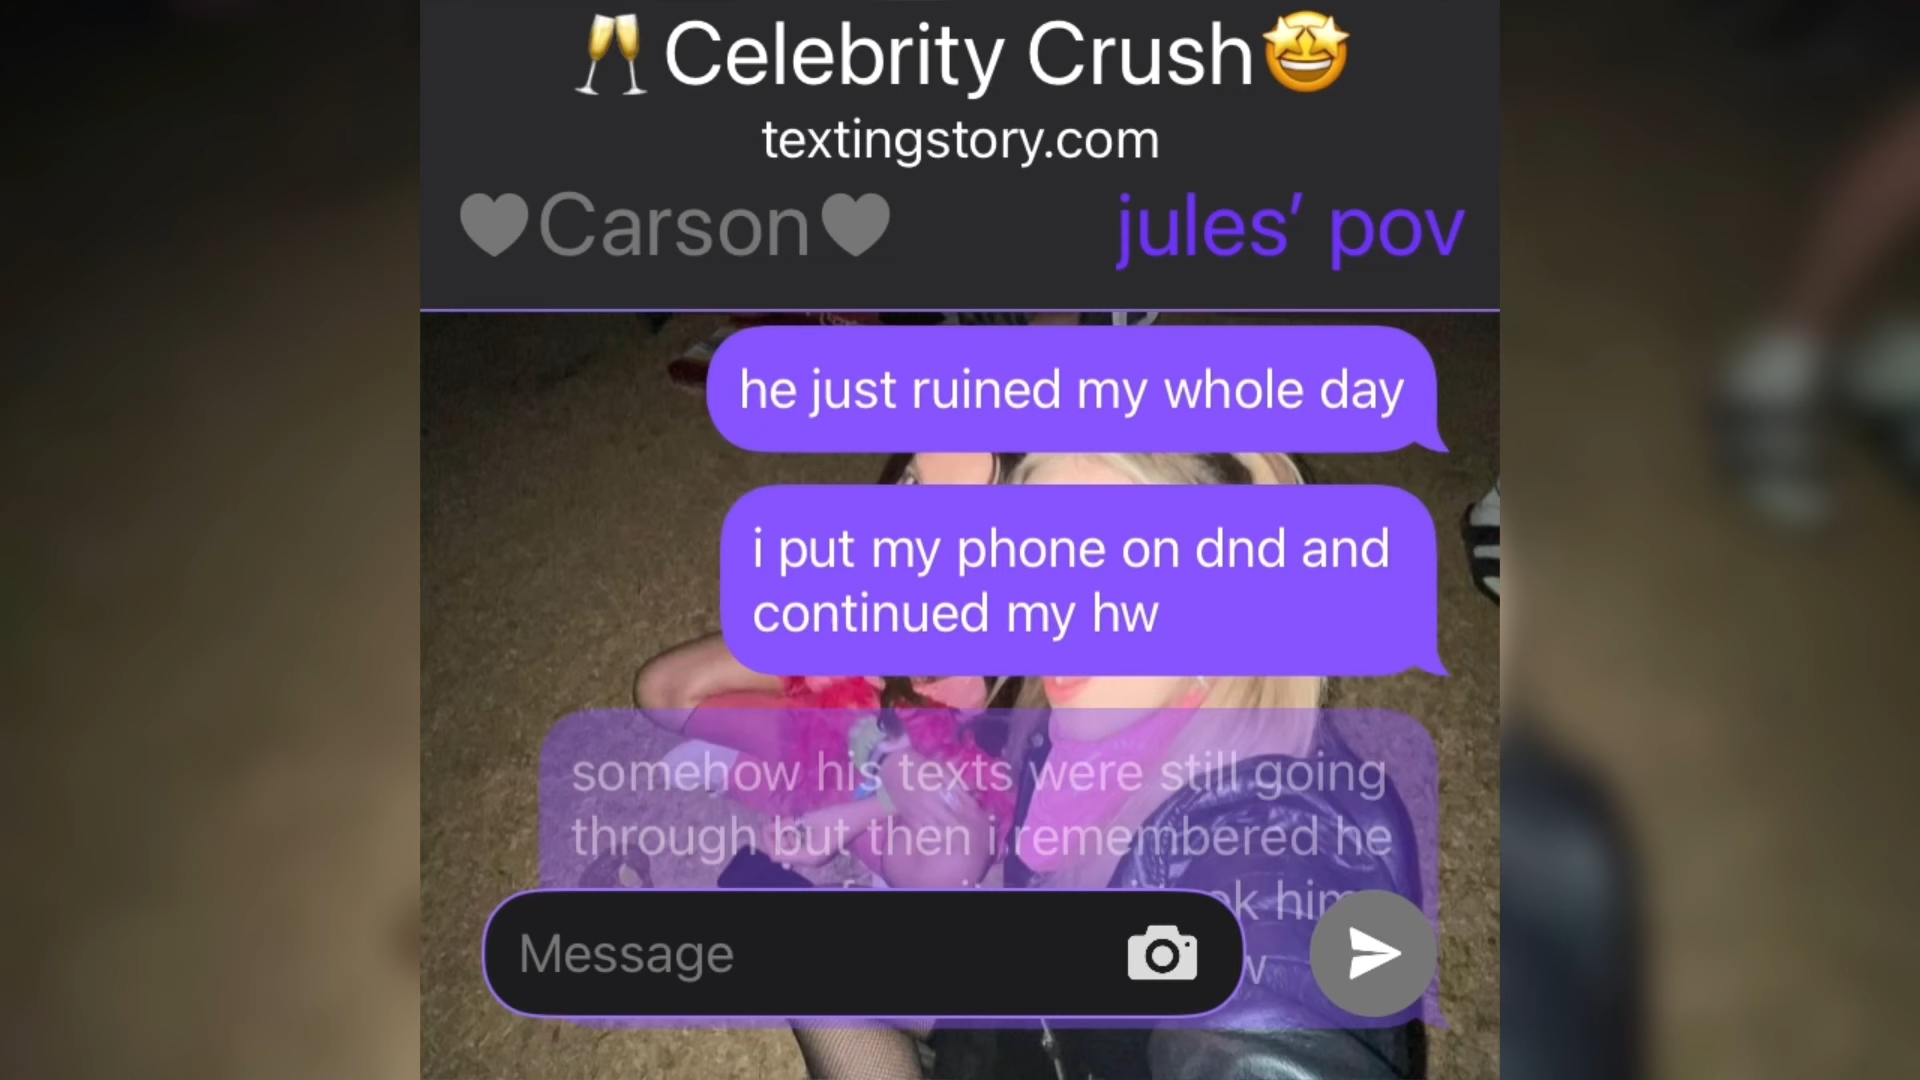 🥂Celebrity Crush🤩
textingstory.com
♥Carson♥
jules’ pov
he just ruined my whole day
i put my phone on dnd and
continued my hw
somehow his texts were still going
through but then i remembered he
him
Message